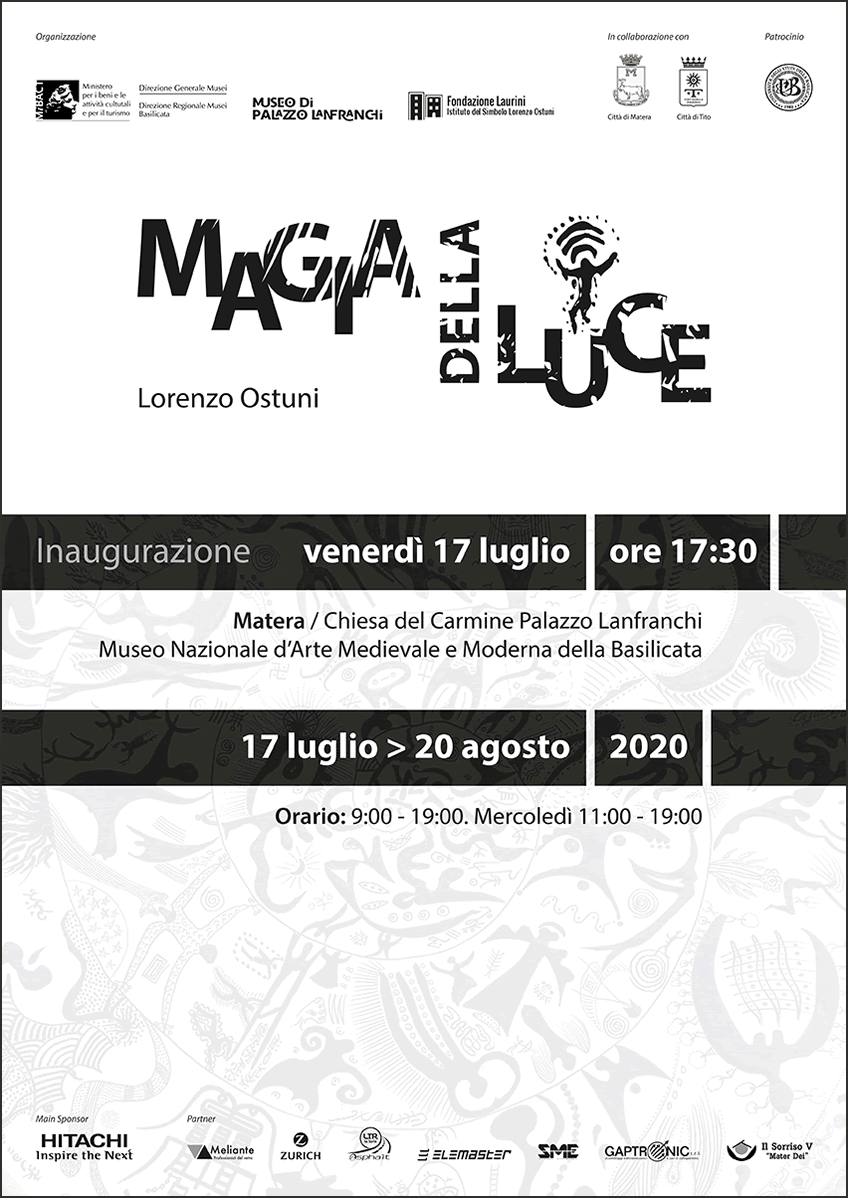 Organizzazione
In collaborazione con
Patrocinio
MiBACT
Ministero
per i beni e le
attività culturali
e per il turismo
Direzione Generale Musei
Direzione Regionale Musei
Basilicata
MUSEO DI
PALAZZO LANFRANCHI
Fondazione Laurini
Istituto del Simbolo Lorenzo Ostuni
Città di Matera
Città di Tito
MAGIA
DELLA
LUCE
Lorenzo Ostuni
Inaugurazione venerdì 17 luglio ore 17:30
Matera / Chiesa del Carmine Palazzo Lanfranchi
Museo Nazionale d'Arte Medievale e Moderna della Basilicata
17 luglio > 20 agosto 2020
Orario: 9:00 - 19:00. Mercoledì 11:00 - 19:00
Main Sponsor
Partner
HITACHI
Inspire the Next
Meliante
Professionisti del vetro
ZURICH
LTR
Asphalt
ELEMASTER
SME
GAPTRONIC s.r.l.
Il Sorriso V
"Mater Dei"